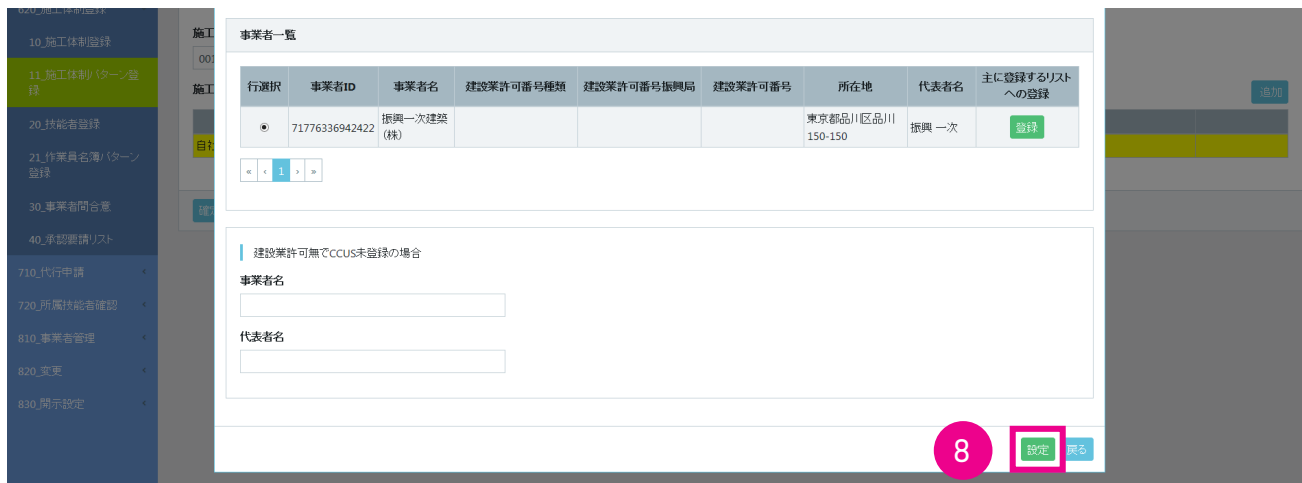 620_施工体制登録
10_施工体制登録
11_施工体制パターン登
録
20_技能者登録
21_作業員名簿パターン
登録
30_事業者間合意
40_承認要請リスト
710_代行申請
720_所属技能者確認
810_事業者管理
820_変更
830_開示設定
施工
001
施工
追加
自社
確定
事業者一覧
行選択 事業者ID 事業者名 建設業許可番号種類 建設業許可番号振興局 建設業許可番号 所在地 代表者名 主に登録するリスト
への登録
71776336942422 振興一次建築
(株) 東京都品川区品川
150-150 振興 一次 登録
« ‹ 1 › »
建設業許可無でCCUS未登録の場合
事業者名
代表者名
8 設定 戻る